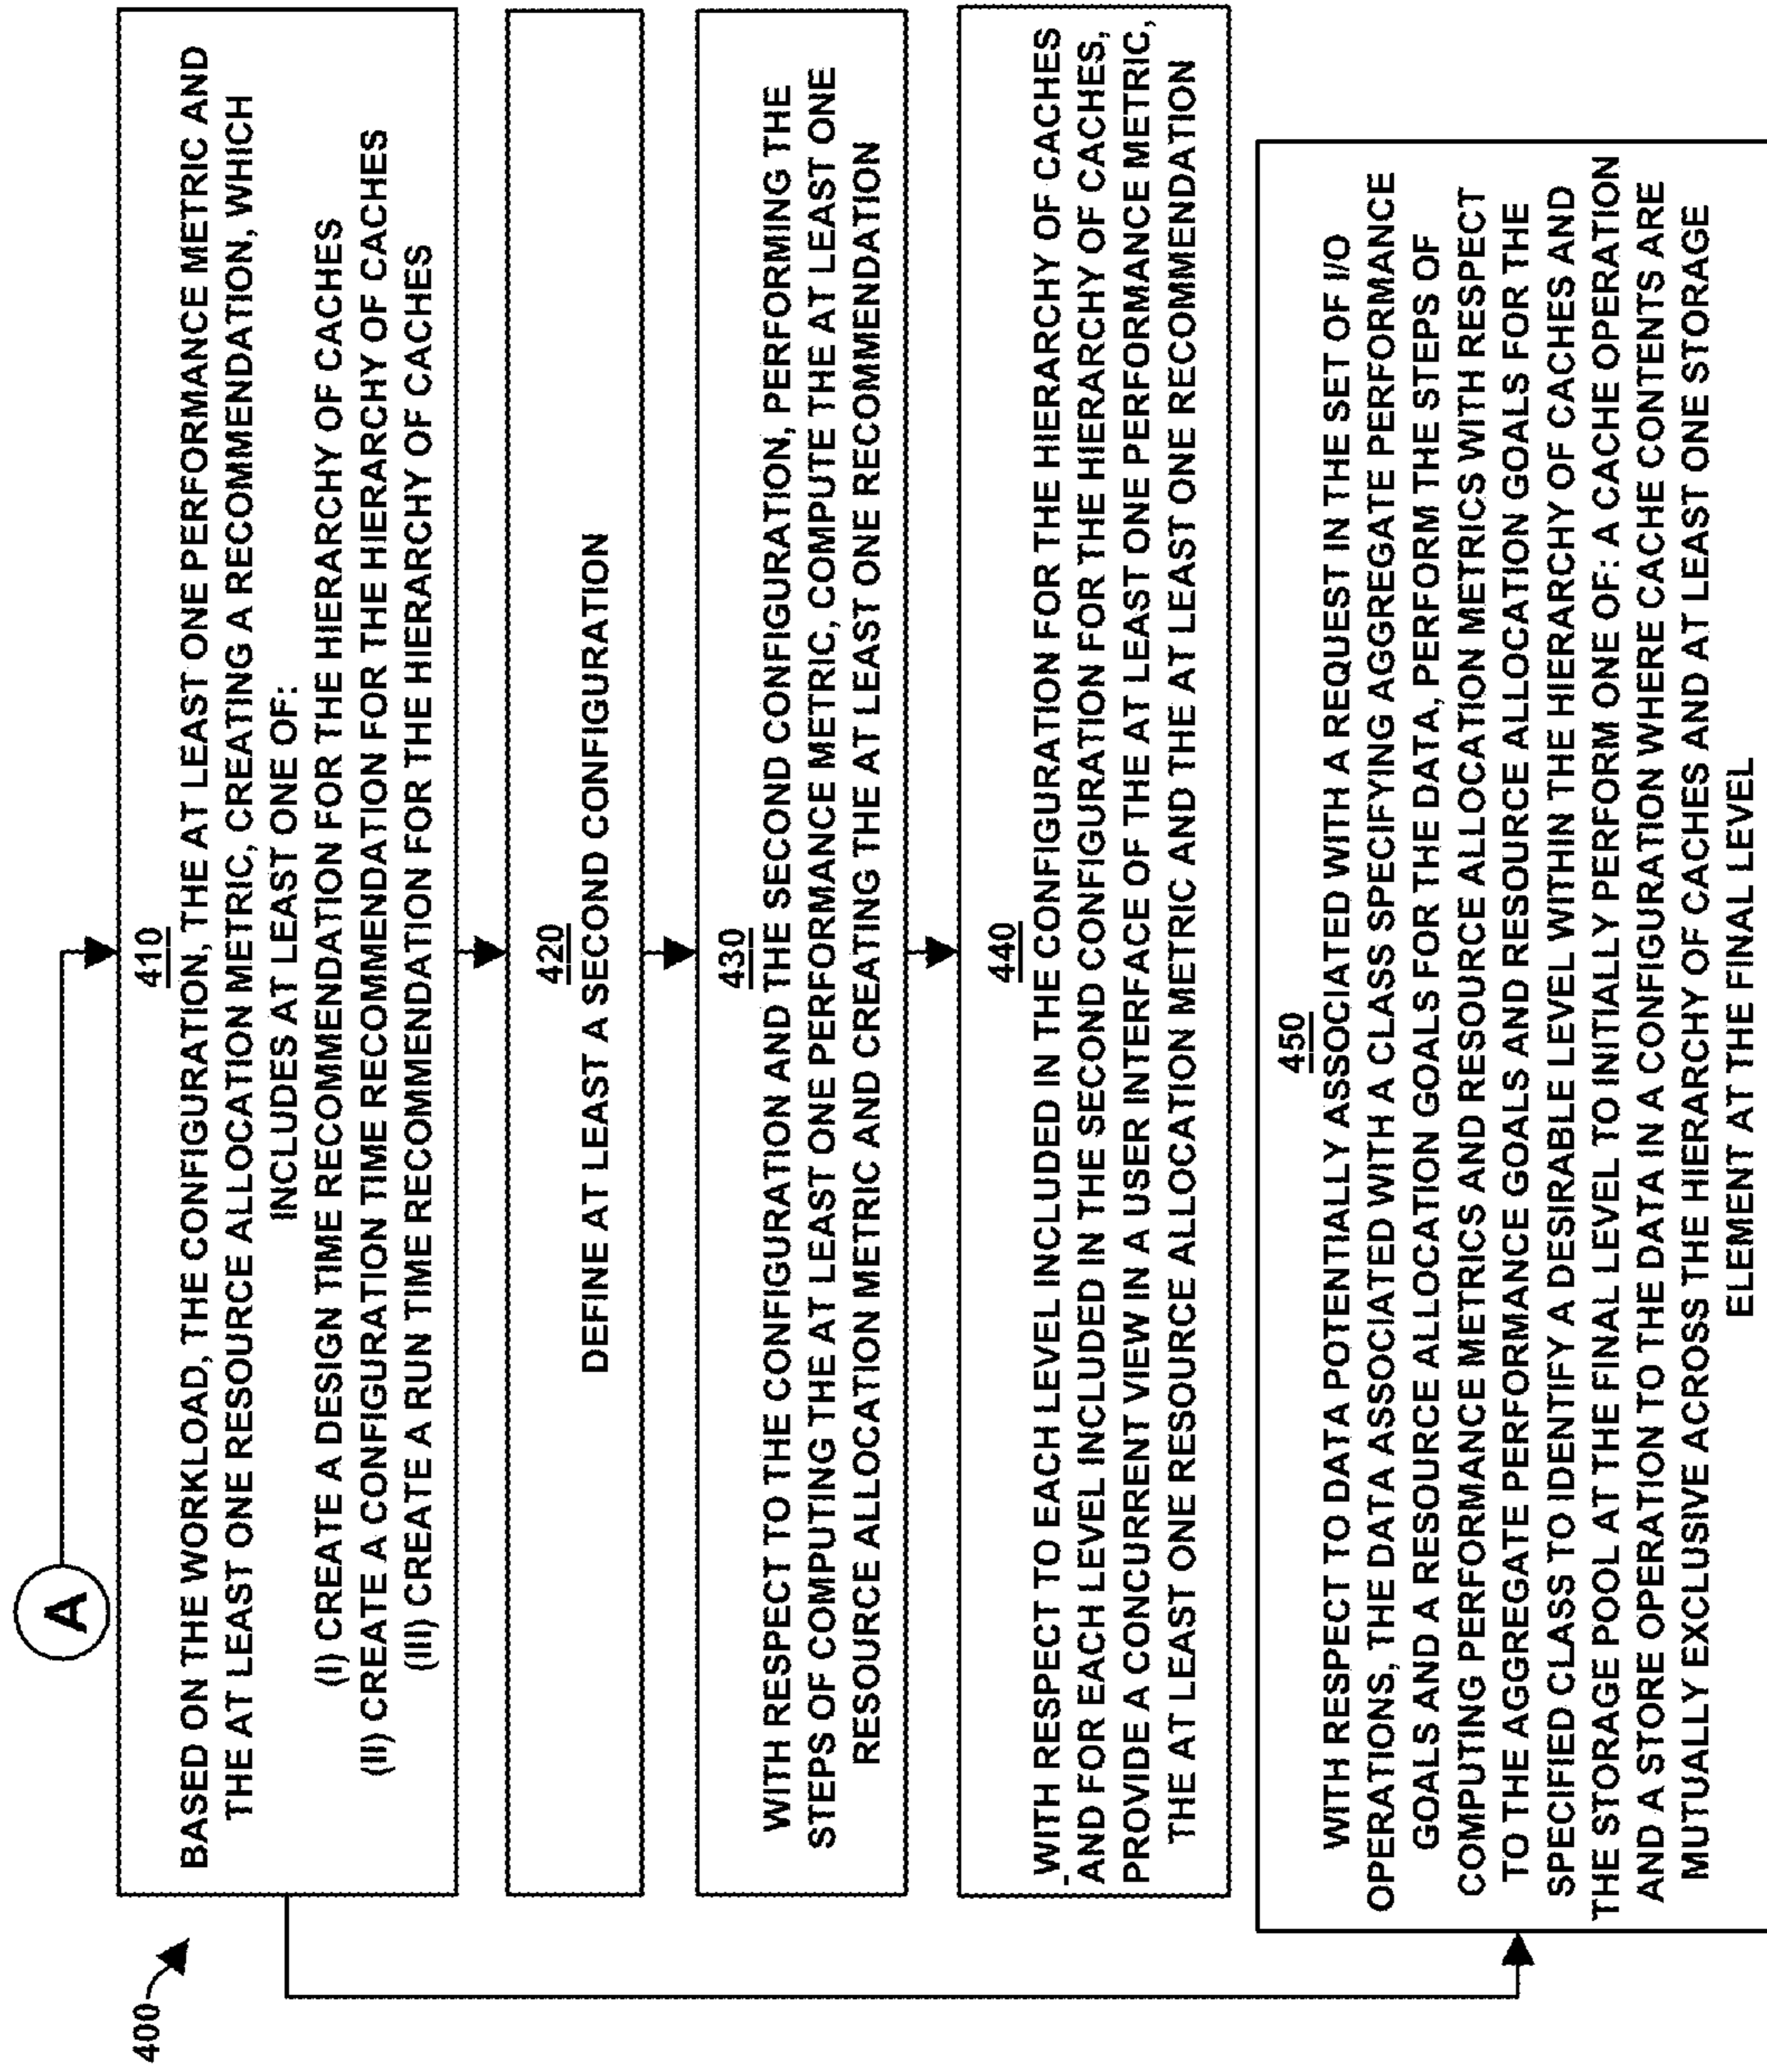 400
A
410
BASED ON THE WORKLOAD, THE CONFIGURATION, THE AT LEAST ONE PERFORMANCE METRIC AND
THE AT LEAST ONE RESOURCE ALLOCATION METRIC, CREATING A RECOMMENDATION, WHICH
INCLUDES AT LEAST ONE OF:
(I) CREATE A DESIGN TIME RECOMMENDATION FOR THE HIERARCHY OF CACHES
(II) CREATE A CONFIGURATION TIME RECOMMENDATION FOR THE HIERARCHY OF CACHES
(III) CREATE A RUN TIME RECOMMENDATION FOR THE HIERARCHY OF CACHES
420
DEFINE AT LEAST A SECOND CONFIGURATION
430
WITH RESPECT TO THE CONFIGURATION AND THE SECOND CONFIGURATION, PERFORMING THE
STEPS OF COMPUTING THE AT LEAST ONE PERFORMANCE METRIC, COMPUTE THE AT LEAST ONE
RESOURCE ALLOCATION METRIC AND CREATING THE AT LEAST ONE RECOMMENDATION
440
WITH RESPECT TO EACH LEVEL INCLUDED IN THE CONFIGURATION FOR THE HIERARCHY OF CACHES
AND FOR EACH LEVEL INCLUDED IN THE SECOND CONFIGURATION FOR THE HIERARCHY OF CACHES,
PROVIDE A CONCURRENT VIEW IN A USER INTERFACE OF THE AT LEAST ONE PERFORMANCE METRIC,
THE AT LEAST ONE RESOURCE ALLOCATION METRIC AND THE AT LEAST ONE RECOMMENDATION
450
WITH RESPECT TO DATA POTENTIALLY ASSOCIATED WITH A REQUEST IN THE SET OF I/O
OPERATIONS, THE DATA ASSOCIATED WITH A CLASS SPECIFYING AGGREGATE PERFORMANCE
GOALS AND A RESOURCE ALLOCATION GOALS FOR THE DATA, PERFORM THE STEPS OF
COMPUTING PERFORMANCE METRICS AND RESOURCE ALLOCATION METRICS WITH RESPECT
TO THE AGGREGATE PERFORMANCE GOALS AND RESOURCE ALLOCATION GOALS FOR THE
SPECIFIED CLASS TO IDENTIFY A DESIRABLE LEVEL WITHIN THE HIERARCHY OF CACHES AND
THE STORAGE POOL AT THE FINAL LEVEL TO INITIALLY PERFORM ONE OF: A CACHE OPERATION
AND A STORE OPERATION TO THE DATA IN A CONFIGURATION WHERE CACHE CONTENTS ARE
MUTUALLY EXCLUSIVE ACROSS THE HIERARCHY OF CACHES AND AT LEAST ONE STORAGE
ELEMENT AT THE FINAL LEVEL